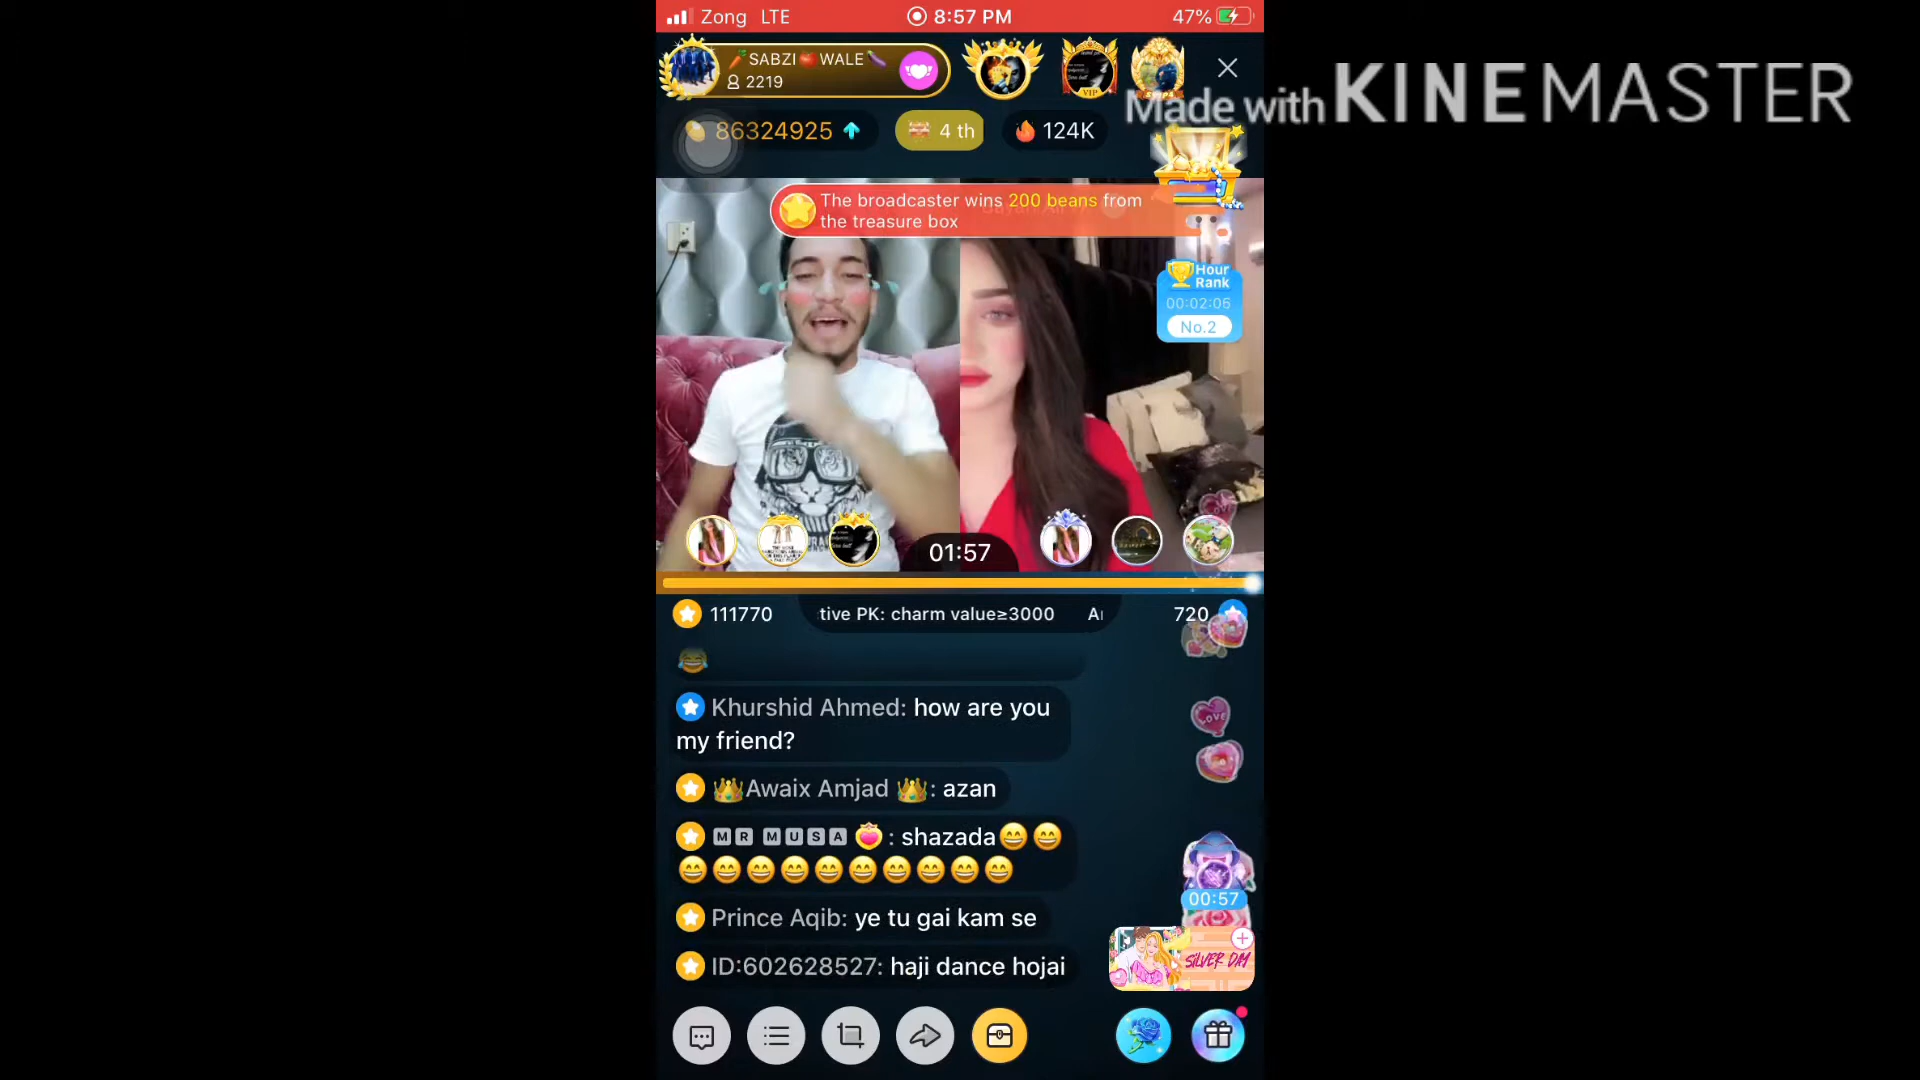 Zong LTE 8:57 PM 47%
🥕SABZI🍅WALE🍆
2219
VIP
Made with KINEMASTER
86324925 4 th 124K
The broadcaster wins 200 beans from
the treasure box
Hour
Rank
00:02:05
No.2
01:57
111770 tive PK: charm value≥3000 720
😂
Khurshid Ahmed: how are you
my friend?
👑Awaix Amjad 👑: azan
MR MUSA : shazada😄😄
😄😄😄😄😄😄😄😄😄😄
Prince Aqib: ye tu gai kam se
ID:602628527: haji dance hojai
LOVE
00:57
SILVER DM